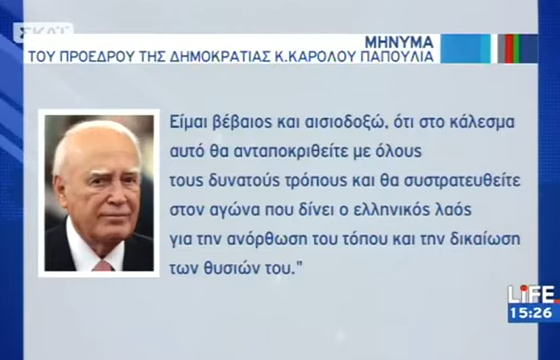 ΣΚΑΪ
ΜΗΝΥΜΑ
ΤΟΥ ΠΡΟΕΔΡΟΥ ΤΗΣ ΔΗΜΟΚΡΑΤΙΑΣ Κ.ΚΑΡΟΛΟΥ ΠΑΠΟΥΛΙΑ
Είμαι βέβαιος και αισιοδοξώ, ότι στο κάλεσμα
αυτό θα ανταποκριθείτε με όλους
τους δυνατούς τρόπους και θα συστρατευθείτε
στον αγώνα που δίνει ο ελληνικός λαός
για την ανόρθωση του τόπου και την δικαίωση
των θυσιών του."
LiFE
15:26